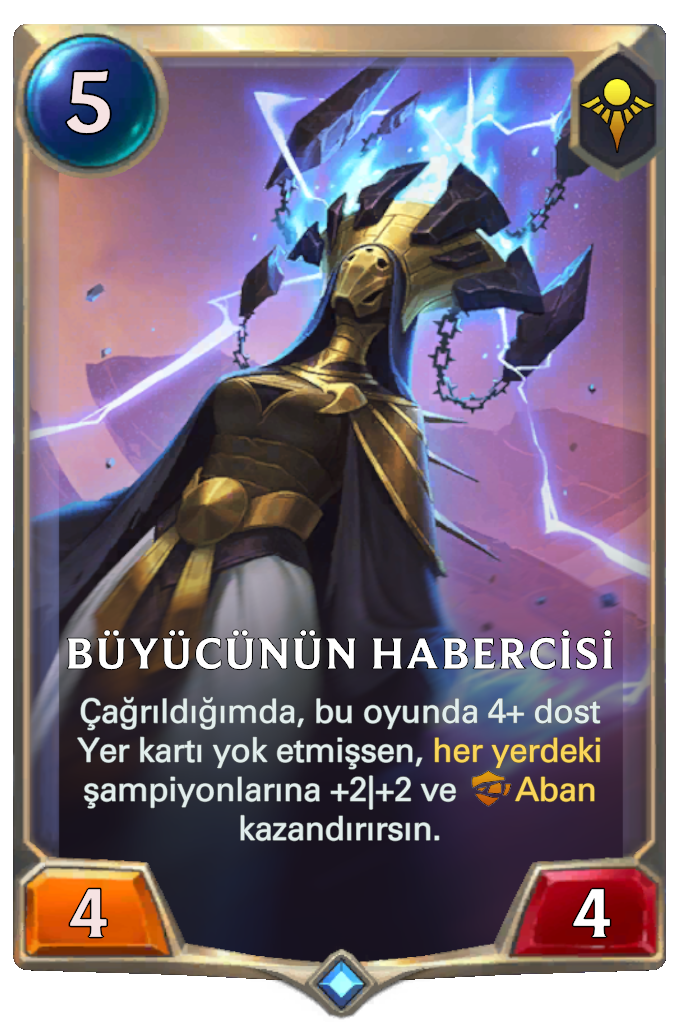 5
BÜYÜCÜNÜN HABERCİSİ
Çağrıldığımda, bu oyunda 4+ dost
Yer kartı yok etmişsen, her yerdeki
şampiyonlarına +2|+2 ve Aban
kazandırırsın.
4
4